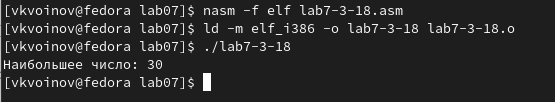 [vkvoinov@fedora lab07]$ nasm -f elf lab7-3-18.asm
[vkvoinov@fedora lab07]$ ld -m elf_i386 -o lab7-3-18 lab7-3-18.o
[vkvoinov@fedora lab07]$ ./lab7-3-18
Наибольшее число: 30
[vkvoinov@fedora lab07]$